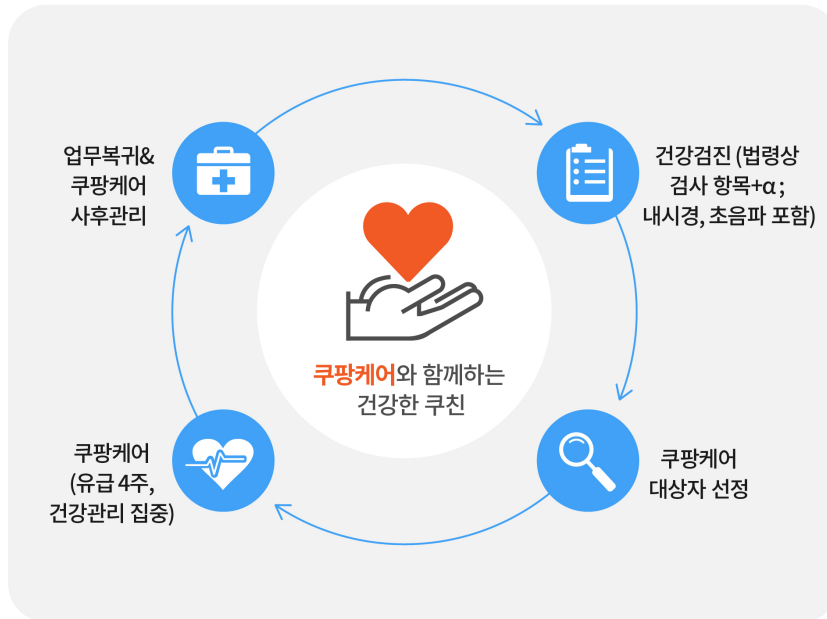 업무복귀&
쿠팡케어
사후관리
건강검진 (법령상
검사 항목+α;
내시경, 초음파 포함)
쿠팡케어와 함께하는
건강한 쿠친
쿠팡케어
(유급 4주,
건강관리 집중)
쿠팡케어
대상자 선정